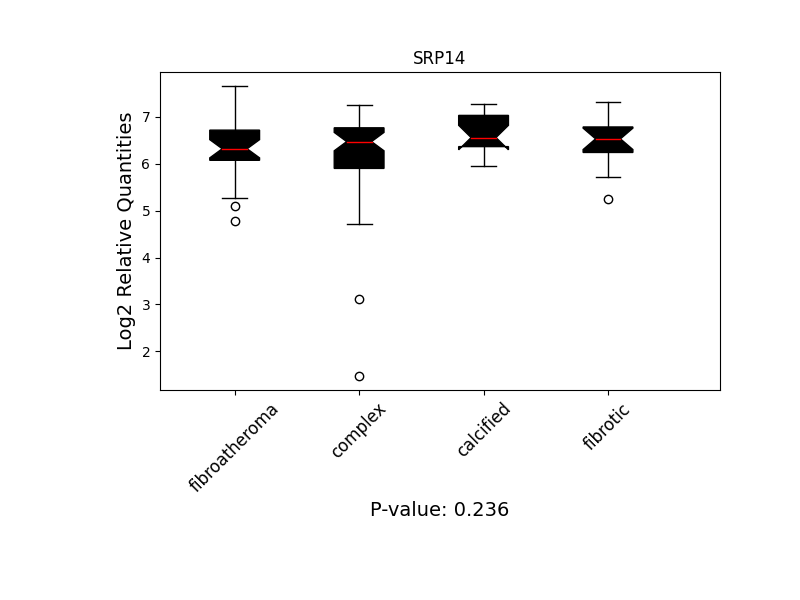 SRP14
Log2 Relative Quantities
7
6
5
4
3
2
fibroatheroma
complex
calcified
fibrotic
P-value: 0.236